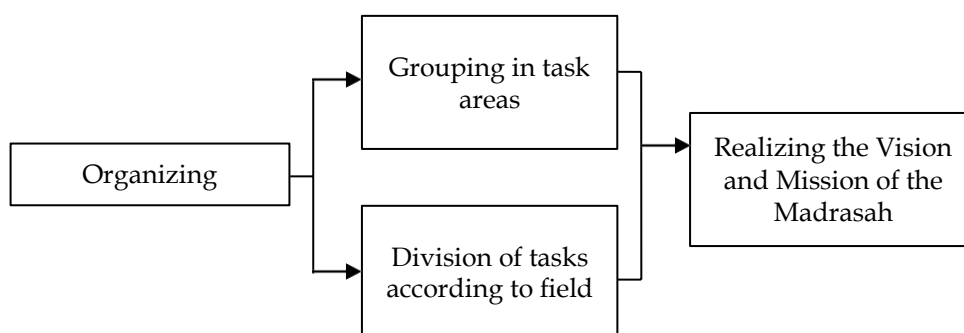 Organizing
Grouping in task
areas
Division of tasks
according to field
Realizing the Vision
and Mission of the
Madrasah